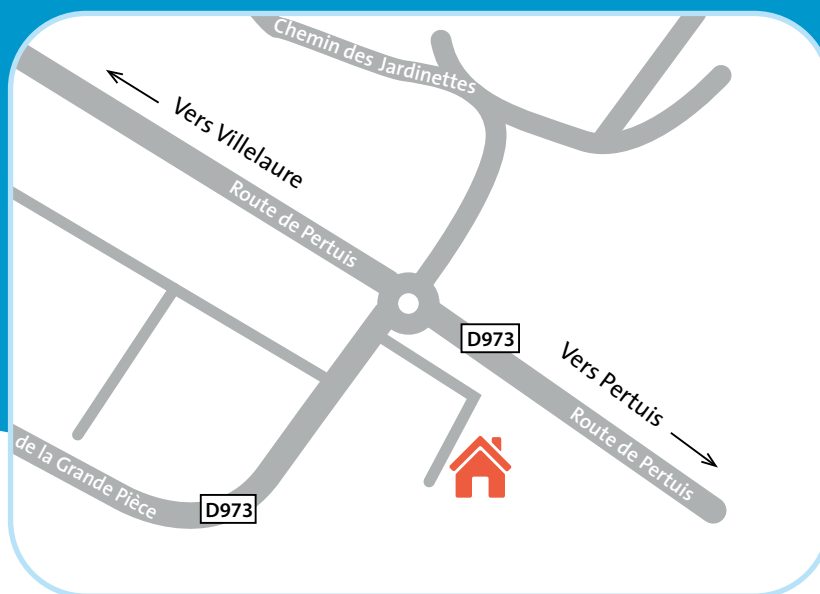 Chemin des Jardinettes
Vers Villelaure
Route de Pertuis
D973
Vers Pertuis
Route de Pertuis
de la Grande Pièce
D973